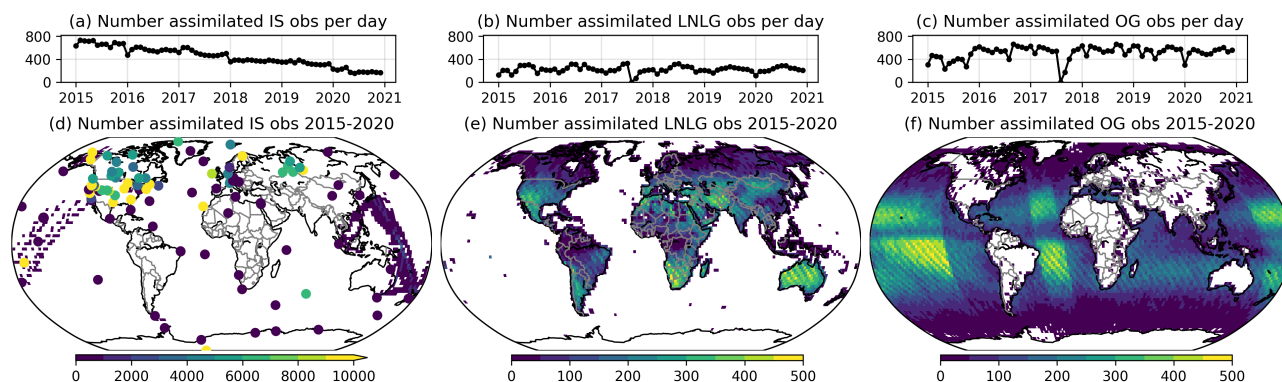 (a) Number assimilated IS obs per day
800
400
0
2015 2016 2017 2018 2019 2020 2021
(b) Number assimilated LNLG obs per day
800
400
0
2015 2016 2017 2018 2019 2020 2021
(c) Number assimilated OG obs per day
800
400
0
2015 2016 2017 2018 2019 2020 2021
(d) Number assimilated IS obs 2015-2020
0 2000 4000 6000 8000 10000
(e) Number assimilated LNLG obs 2015-2020
0 100 200 300 400 500
(f) Number assimilated OG obs 2015-2020
0 100 200 300 400 500